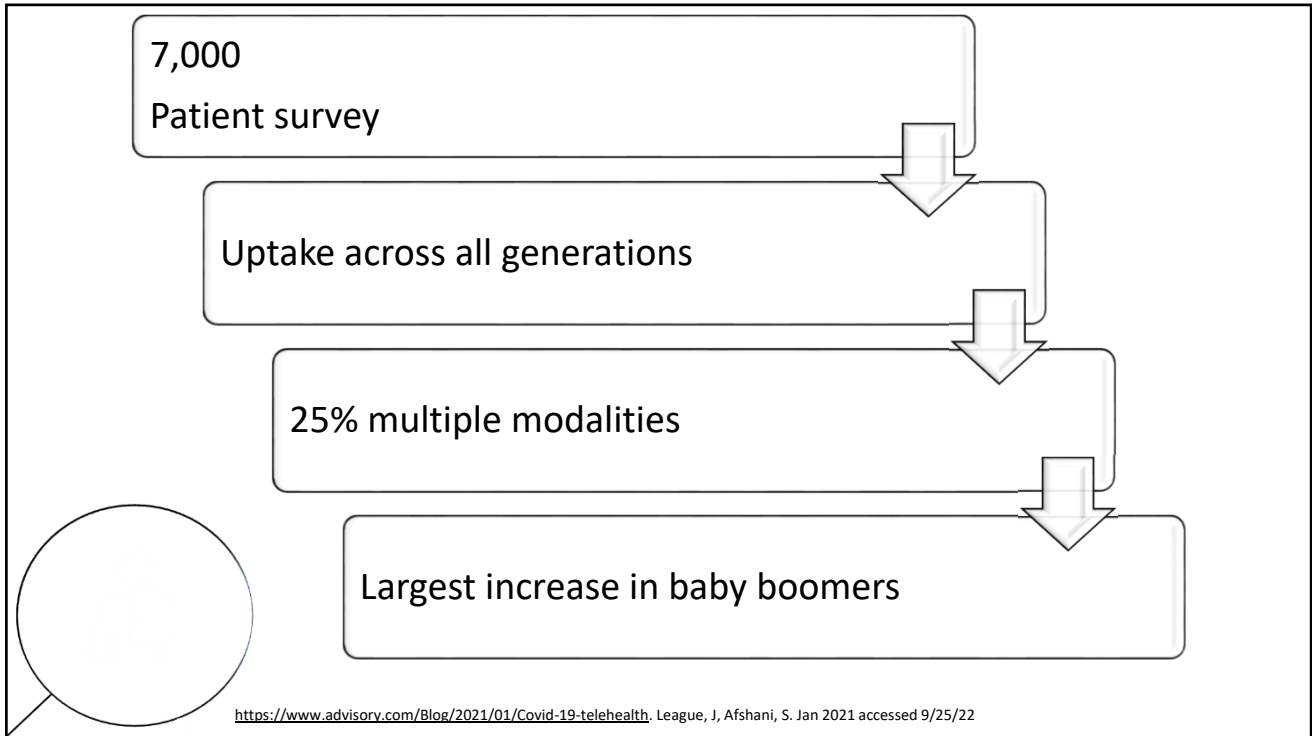 7,000
Patient survey
Uptake across all generations
25% multiple modalities
Largest increase in baby boomers
https://www.advisory.com/Blog/2021/01/Covid-19-telehealth. League, J, Afshani, S. Jan 2021 accessed 9/25/22